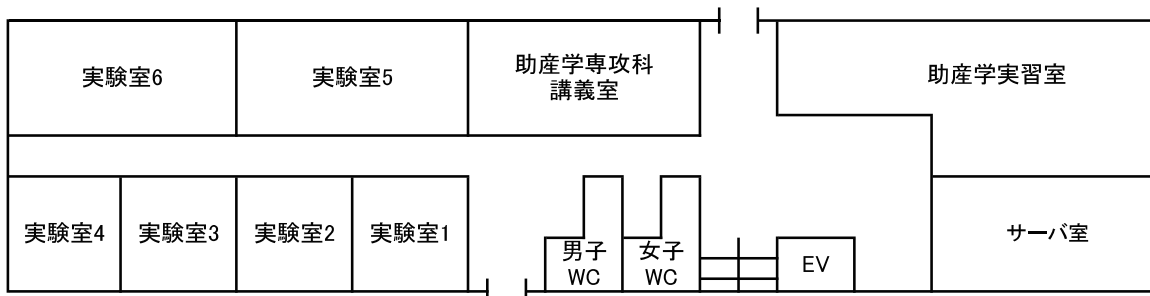 実験室6
実験室5
助産学専攻科
講義室
助産学実習室
実験室4
実験室3
実験室2
実験室1
男子
WC
女子
WC
EV
サーバ室